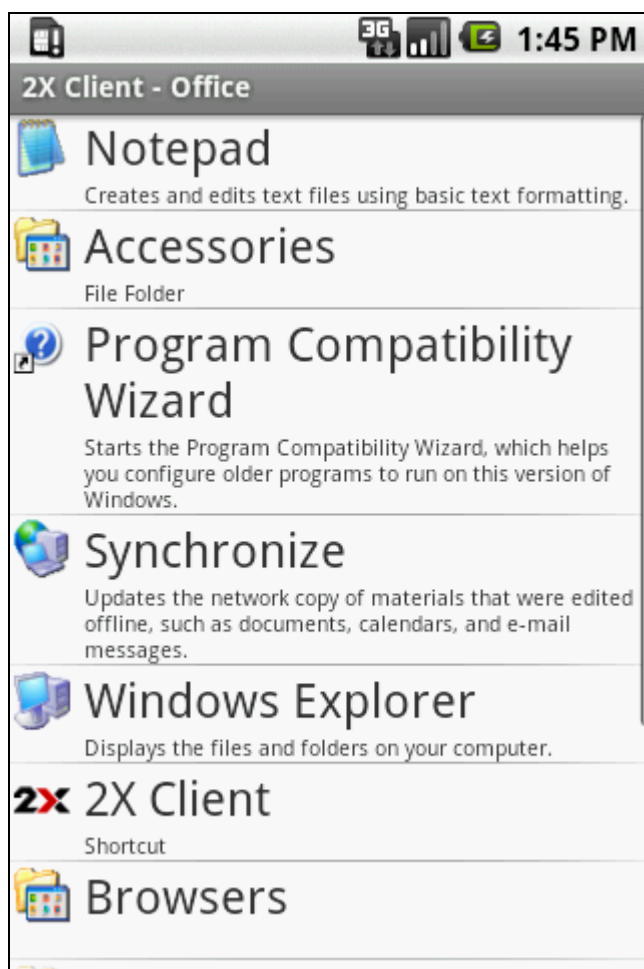 3G 1:45 PM
2X Client - Office
Notepad
Creates and edits text files using basic text formatting.
Accessories
File Folder
Program Compatibility
Wizard
Starts the Program Compatibility Wizard, which helps
you configure older programs to run on this version of
Windows.
Synchronize
Updates the network copy of materials that were edited
offline, such as documents, calendars, and e-mail
messages.
Windows Explorer
Displays the files and folders on your computer.
2X 2X Client
Shortcut
Browsers